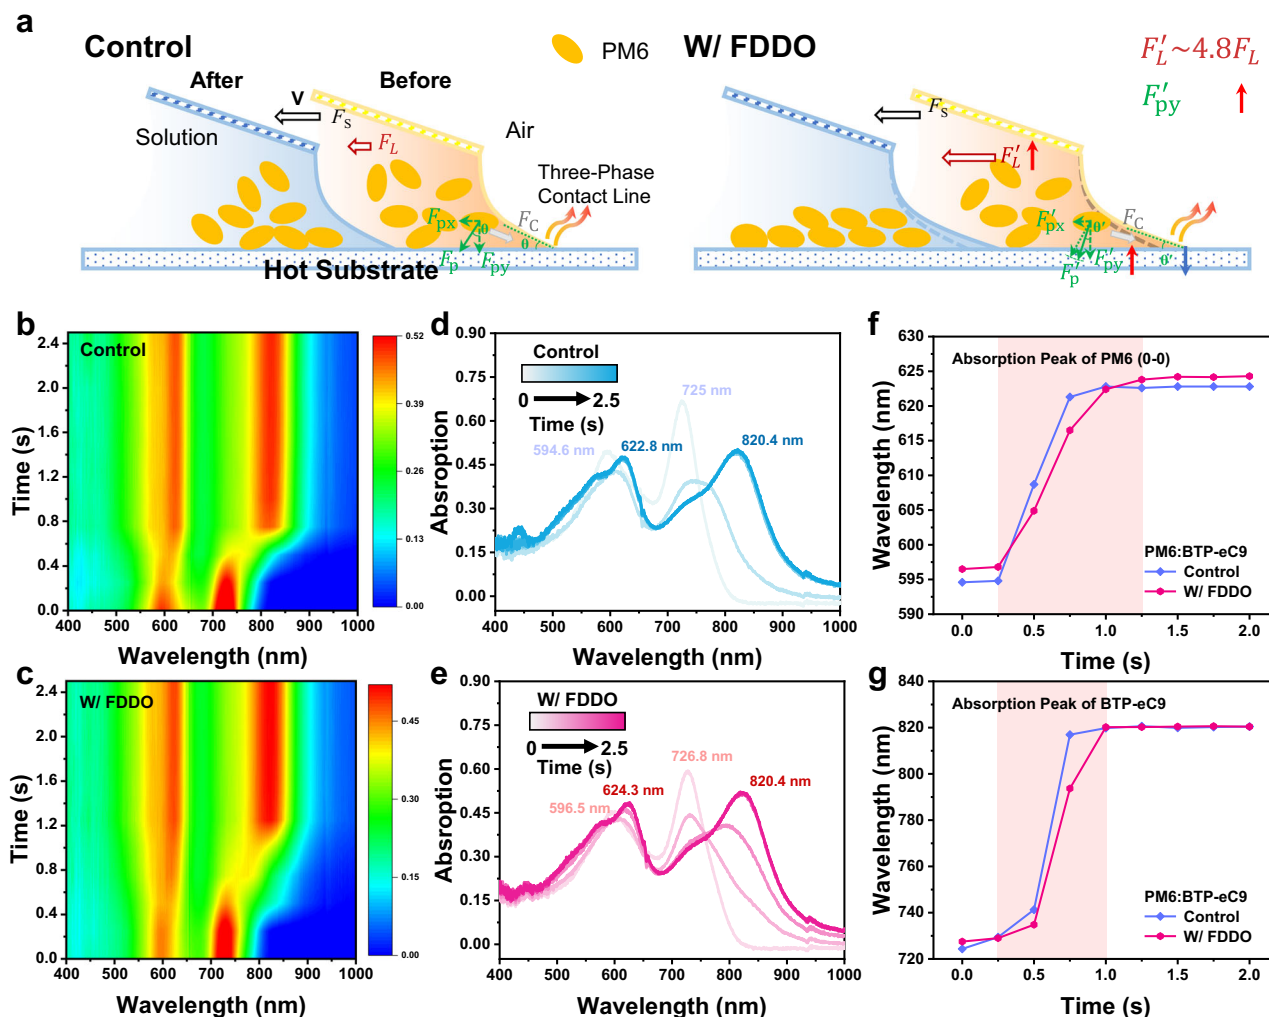 a
Control
PM6
W/ FDDO
F′L~4.8FL
F′py
After
Before
V
FS
Solution
FL
Air
Three-Phase
Contact Line
Fpx
θ
FC
θ
Fp
Fpy
Hot Substrate
FS
F′L
F′px
θ′
FC
θ′
F′p
F′py
b
Control
2.4
2.0
1.6
1.2
0.8
0.4
0.0
Time (s)
400 500 600 700 800 900 1000
Wavelength (nm)
0.52
0.39
0.26
0.13
0.00
d
Control
0 2.5
Time (s)
725 nm
594.6 nm
622.8 nm
820.4 nm
0.90
0.75
0.60
0.45
0.30
0.15
0.00
Absroption
400 500 600 700 800 900 1000
Wavelength (nm)
f
Absorption Peak of PM6 (0-0)
630
625
620
615
610
605
600
595
590
Wavelength (nm)
PM6:BTP-eC9
Control
W/ FDDO
0.0 0.5 1.0 1.5 2.0
Time (s)
c
W/ FDDO
2.4
2.0
1.6
1.2
0.8
0.4
0.0
Time (s)
400 500 600 700 800 900 1000
Wavelength (nm)
0.45
0.30
0.15
0.00
e
W/ FDDO
0 2.5
Time (s)
726.8 nm
596.5 nm
624.3 nm
820.4 nm
0.90
0.75
0.60
0.45
0.30
0.15
0.00
Absroption
400 500 600 700 800 900 1000
Wavelength (nm)
g
Absorption Peak of BTP-eC9
840
820
800
780
760
740
720
Wavelength (nm)
PM6:BTP-eC9
Control
W/ FDDO
0.0 0.5 1.0 1.5 2.0
Time (s)